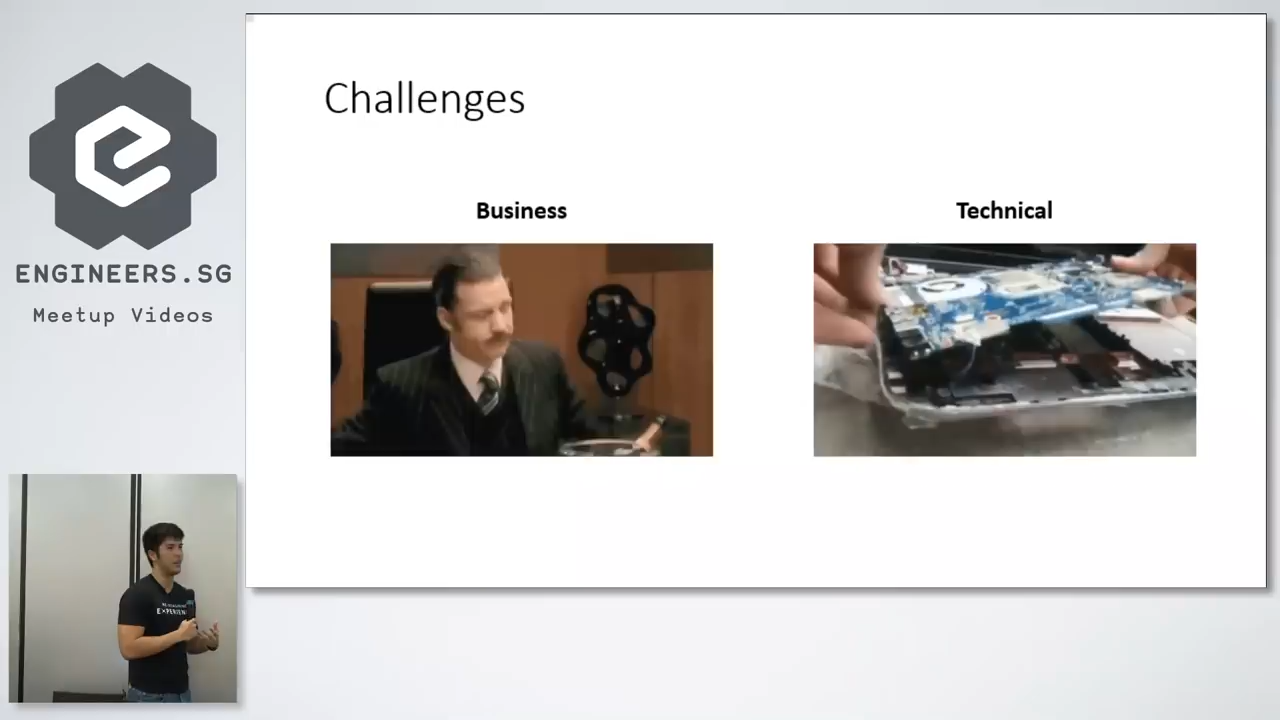 ENGINEERS.SG
Meetup Videos
Challenges
Business
Technical